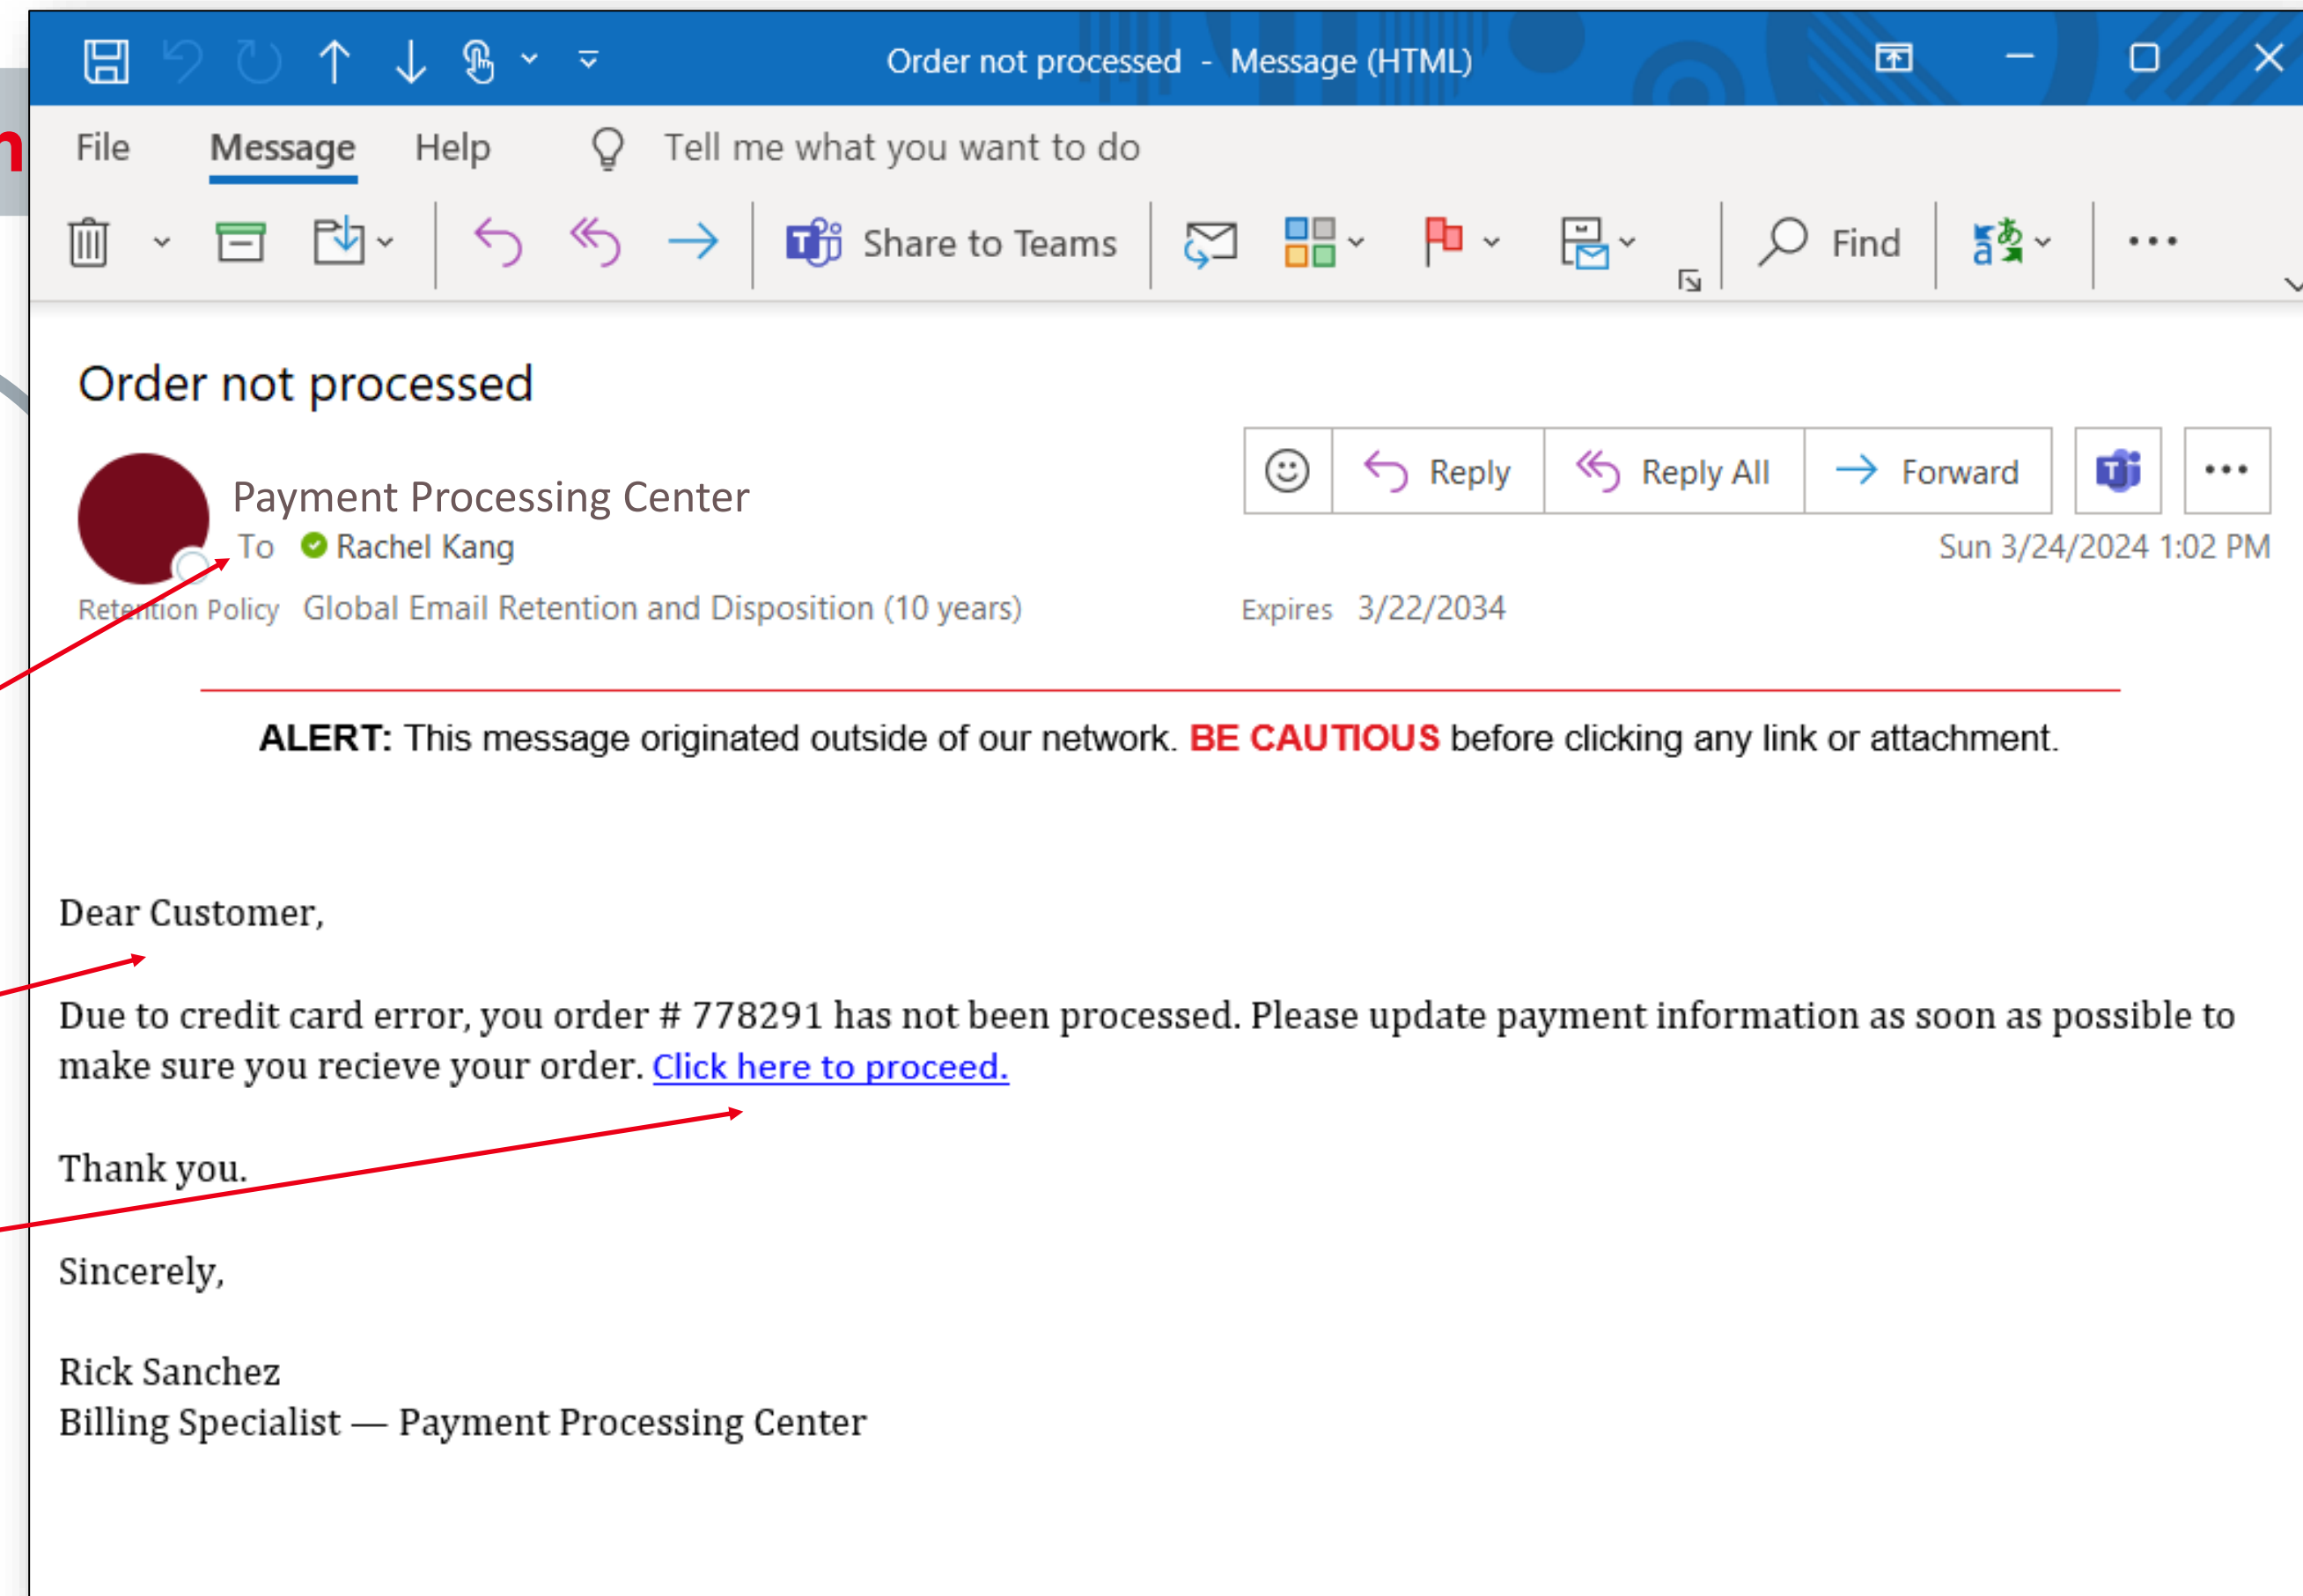 Order not processed - Message (HTML)
File Message Help Tell me what you want to do
Share to Teams Find
Order not processed
Payment Processing Center
Reply Reply All Forward
To Rachel Kang
Sun 3/24/2024 1:02 PM
Retention Policy Global Email Retention and Disposition (10 years) Expires 3/22/2034
ALERT: This message originated outside of our network. BE CAUTIOUS before clicking any link or attachment.
Dear Customer,
Due to credit card error, you order # 778291 has not been processed. Please update payment information as soon as possible to
make sure you recieve your order. Click here to proceed.
Thank you.
Sincerely,
Rick Sanchez
Billing Specialist — Payment Processing Center